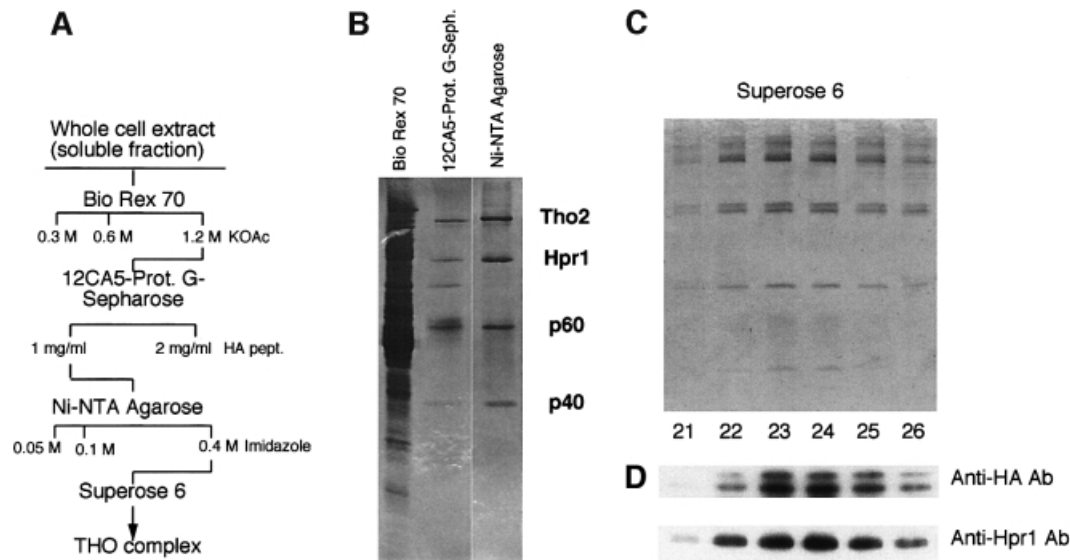 A
Whole cell extract
(soluble fraction)
Bio Rex 70
0.3 M 0.6 M 1.2 M KOAc
12CA5-Prot. G-
Sepharose
1 mg/ml 2 mg/ml HA pept.
Ni-NTA Agarose
0.05 M 0.1 M 0.4 M Imidazole
Superose 6
THO complex
B
Bio Rex 70
12CA5-Prot. G-Seph.
Ni-NTA Agarose
Tho2
Hpr1
p60
p40
C
Superose 6
21 22 23 24 25 26
D
Anti-HA Ab
Anti-Hpr1 Ab